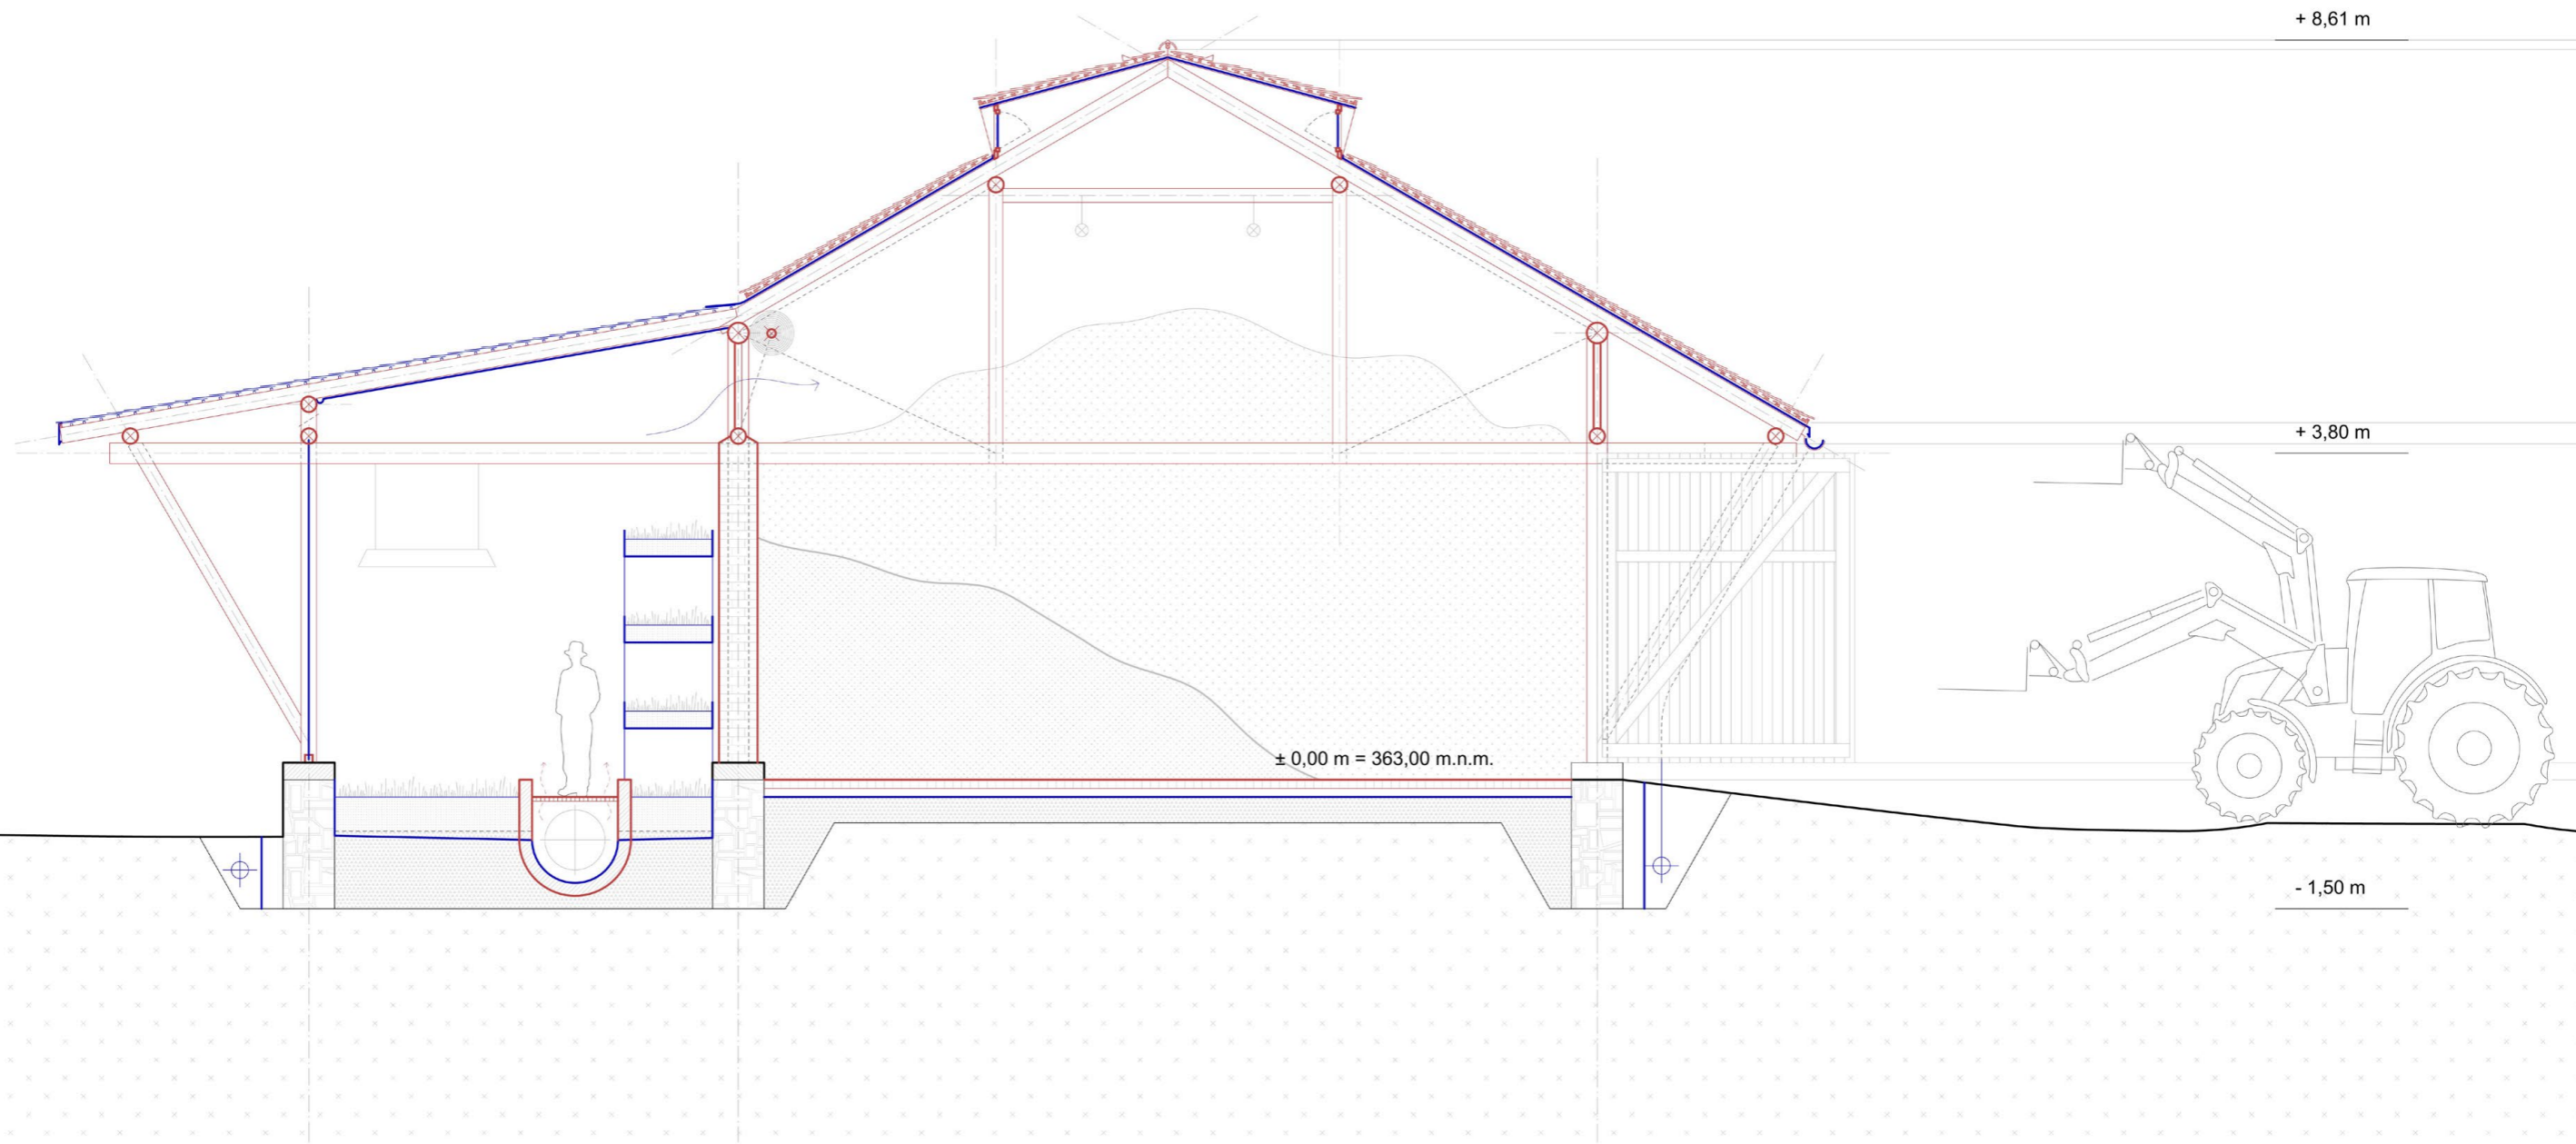 + 8,61 m
+ 3,80 m
± 0,00 m = 363,00 m.n.m.
- 1,50 m